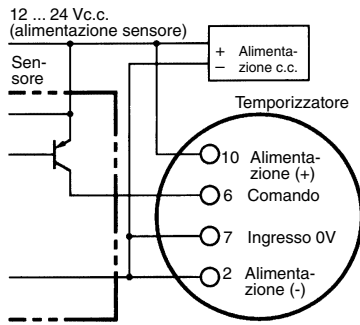 12 ... 24 Vc.c.
(alimentazione sensore)
+ Alimenta-
− zione c.c.
Sen-
sore
Temporizzatore
10 Alimenta-
zione (+)
6 Comando
7 Ingresso 0V
2 Alimenta-
zione (-)